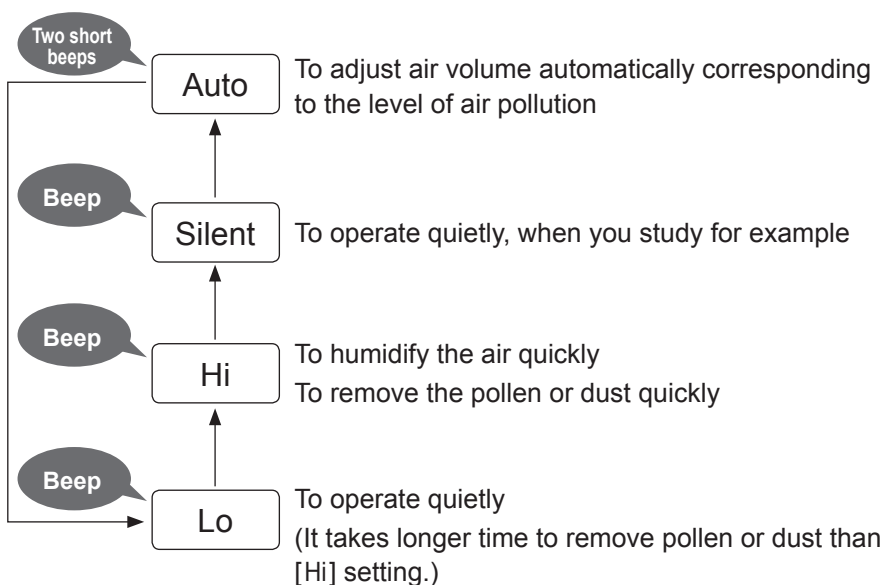 Two short
beeps
Auto
To adjust air volume automatically corresponding
to the level of air pollution
Beep
Silent
To operate quietly, when you study for example
Beep
Hi
To humidify the air quickly
To remove the pollen or dust quickly
Beep
Lo
To operate quietly
(It takes longer time to remove pollen or dust than
[Hi] setting.)